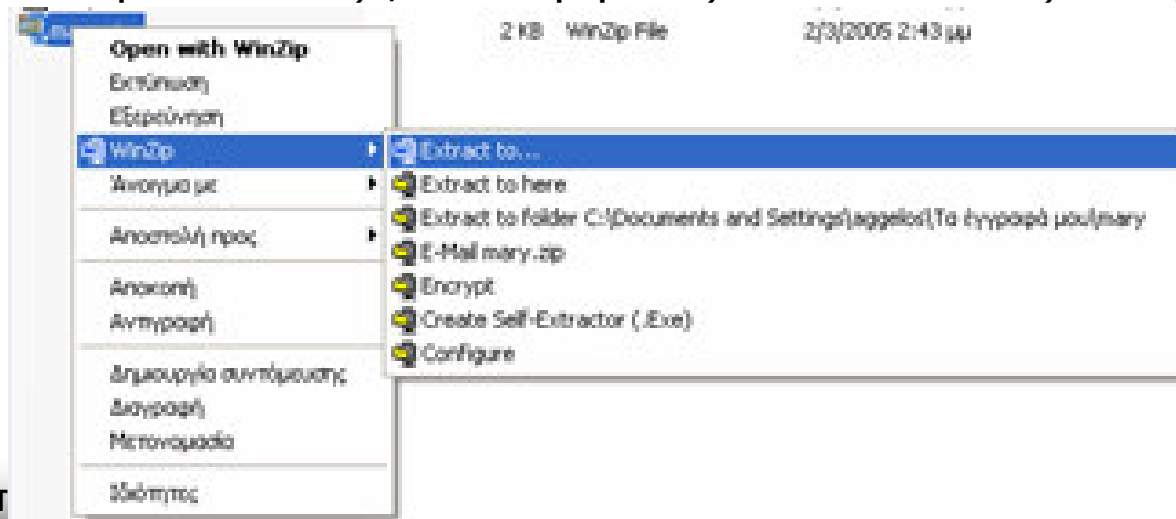 2 KB WinZip File 2/3/2005 2:43 μμ
Open with WinZip
Εκτύπωση
Εξερεύνηση
WinZip
Άνοιγμα με
Αποστολή προς
Αποκοπή
Αντιγραφή
Δημιουργία συντόμευσης
Διαγραφή
Μετονομασία
Ιδιότητες
Extract to...
Extract to here
Extract to folder C:\Documents and Settings\aggelos\Τα έγγραφά μου\mary
E-Mail mary.zip
Encrypt
Create Self-Extractor (.Exe)
Configure